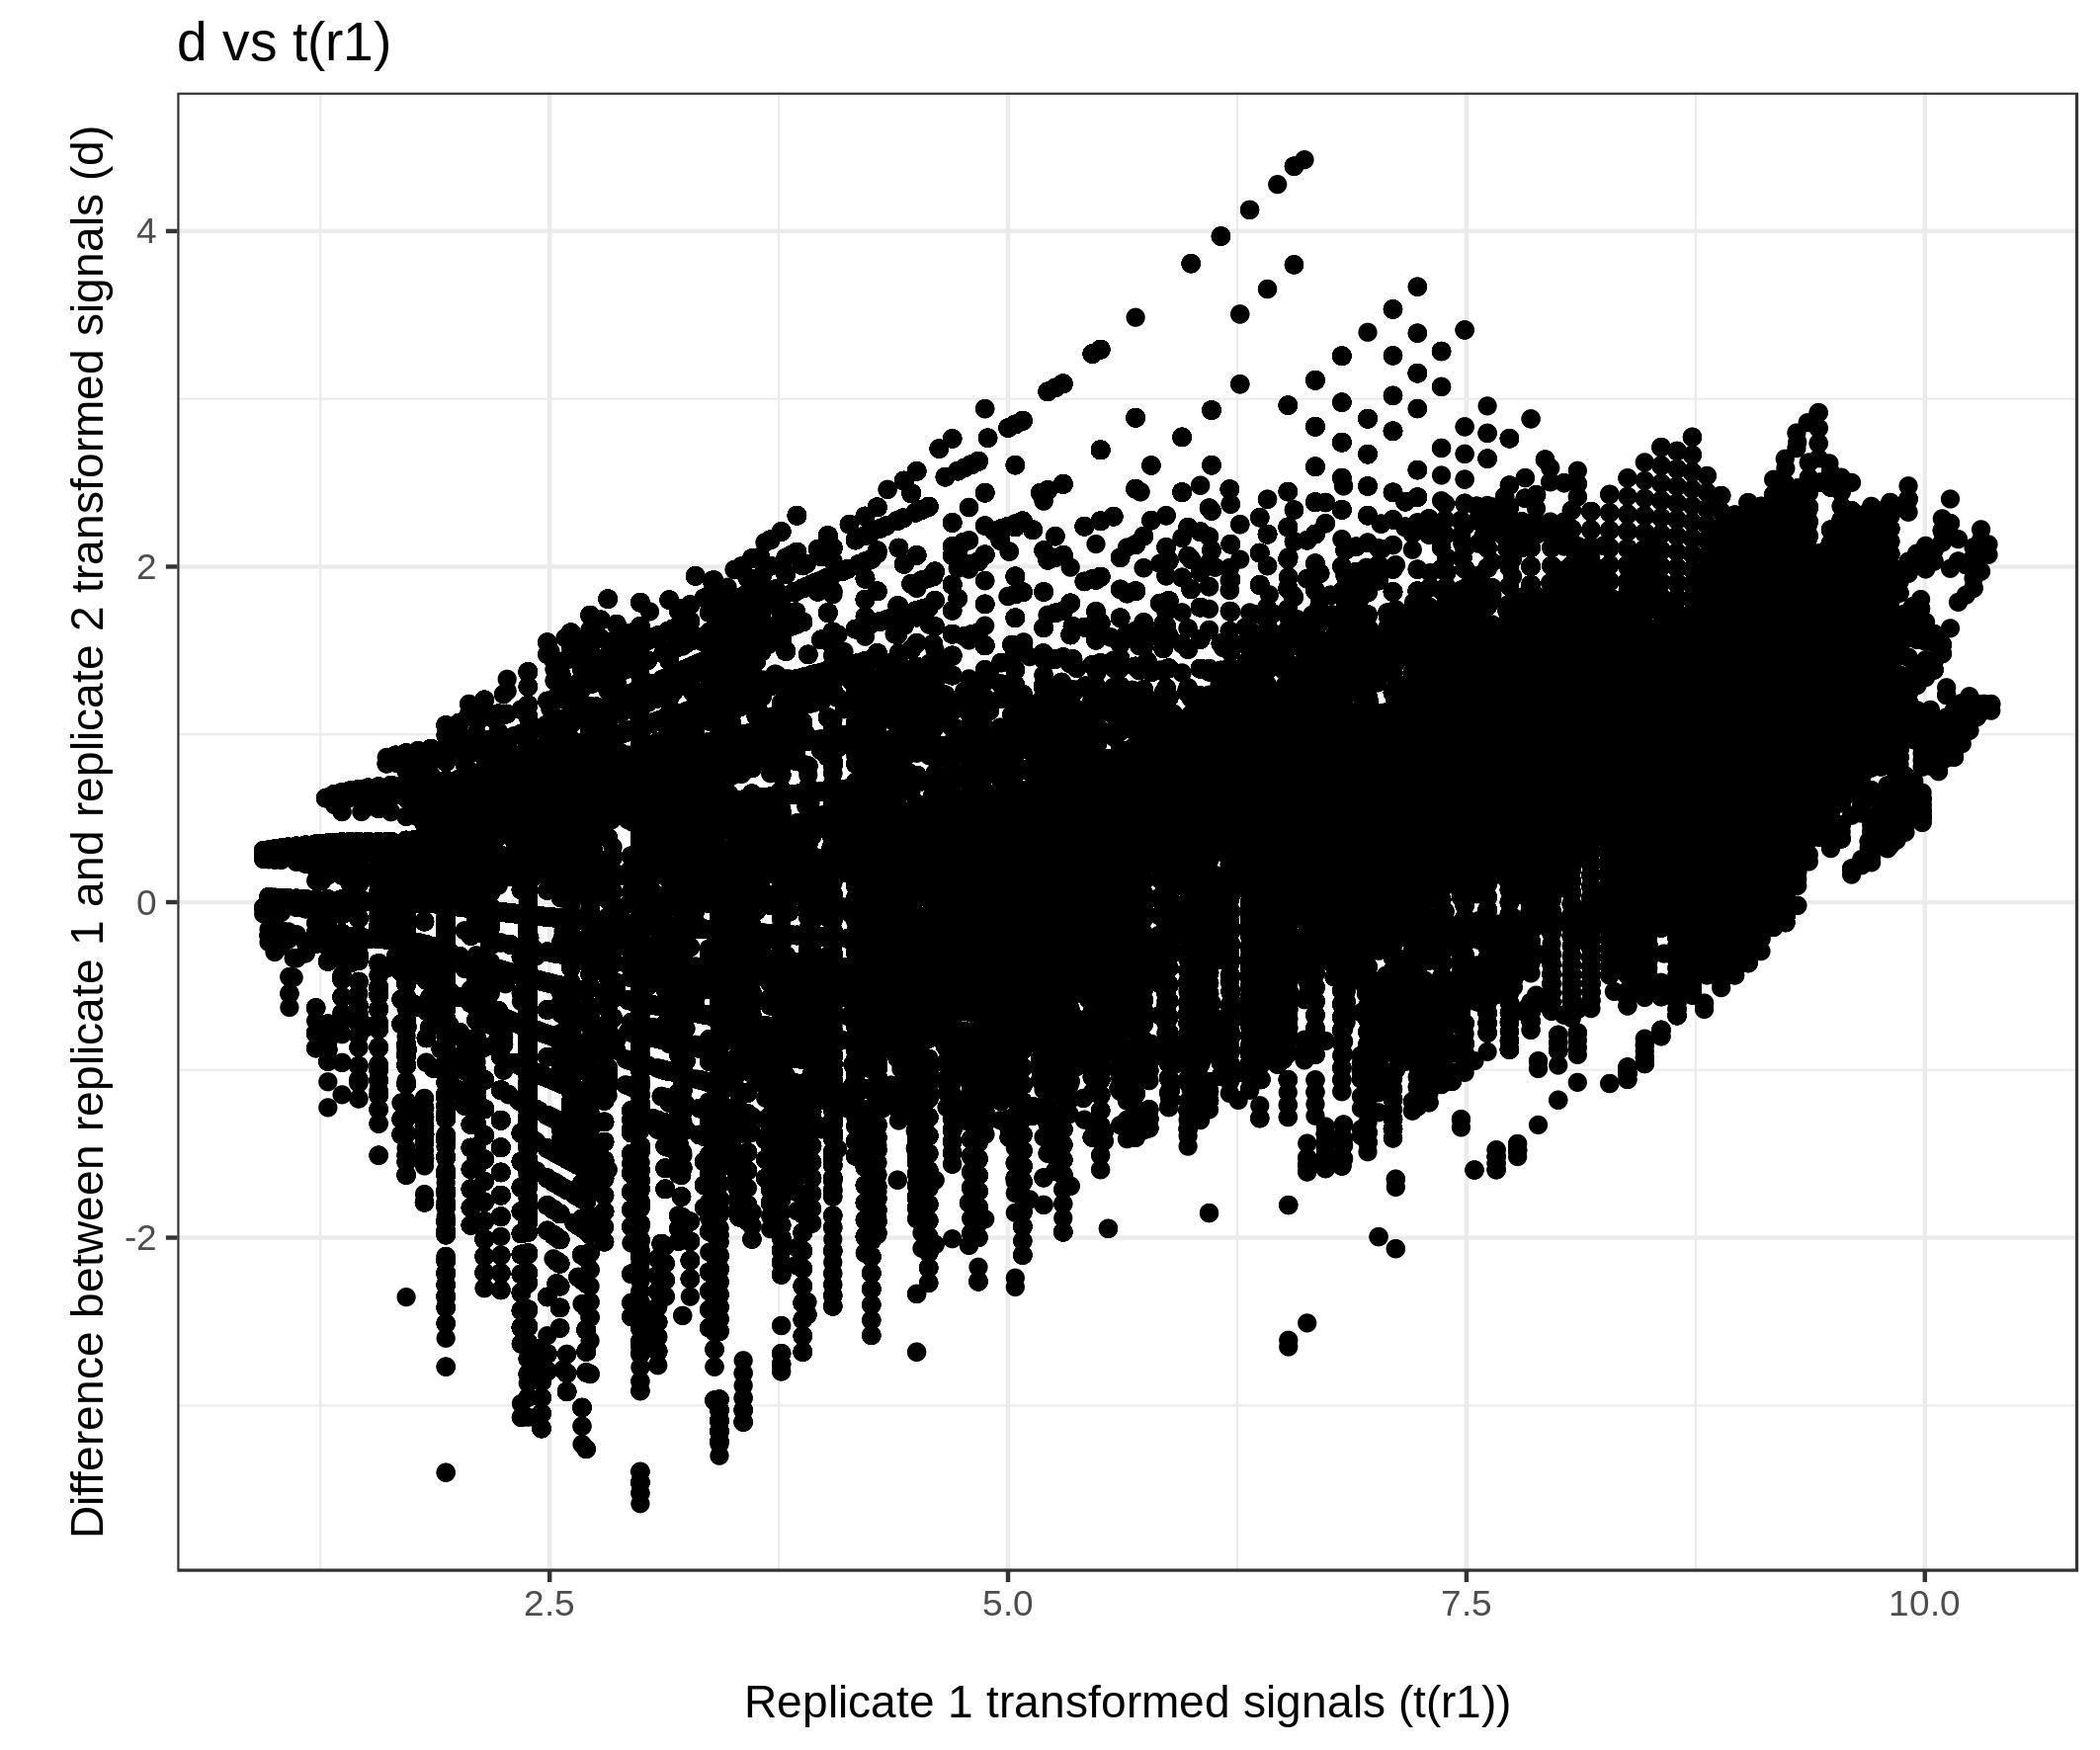 d vs t(r1)
Difference between replicate 1 and replicate 2 transformed signals (d)
4
2
0
-2
2.5
5.0
7.5
10.0
Replicate 1 transformed signals (t(r1))